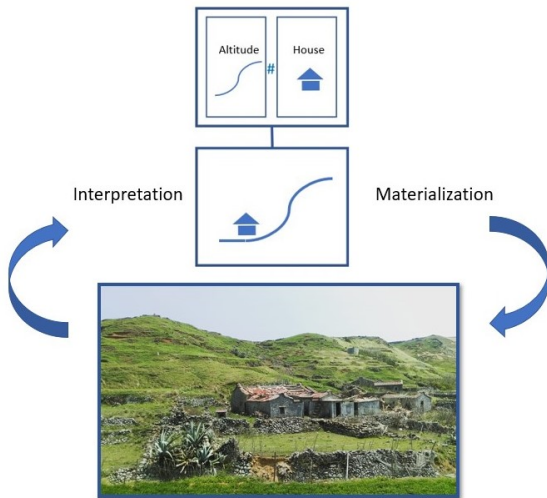 Altitude
House
#
Interpretation
Materialization